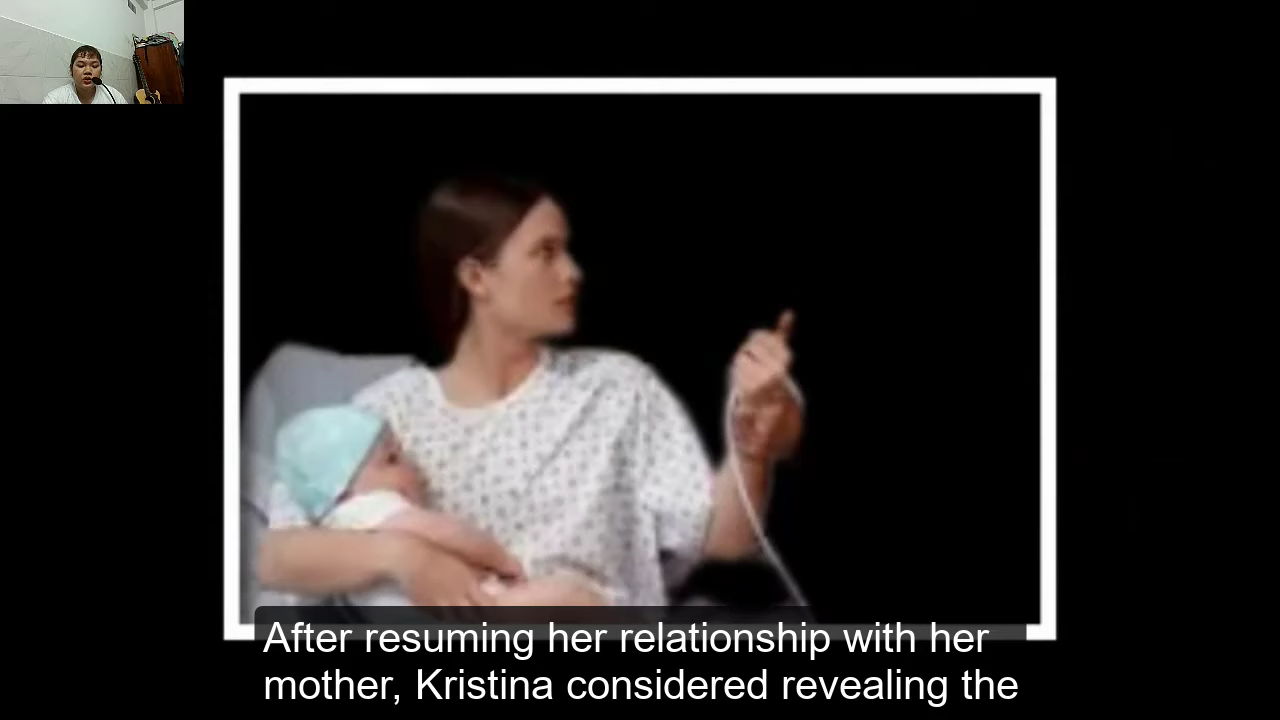 After resuming her relationship with her
mother, Kristina considered revealing the